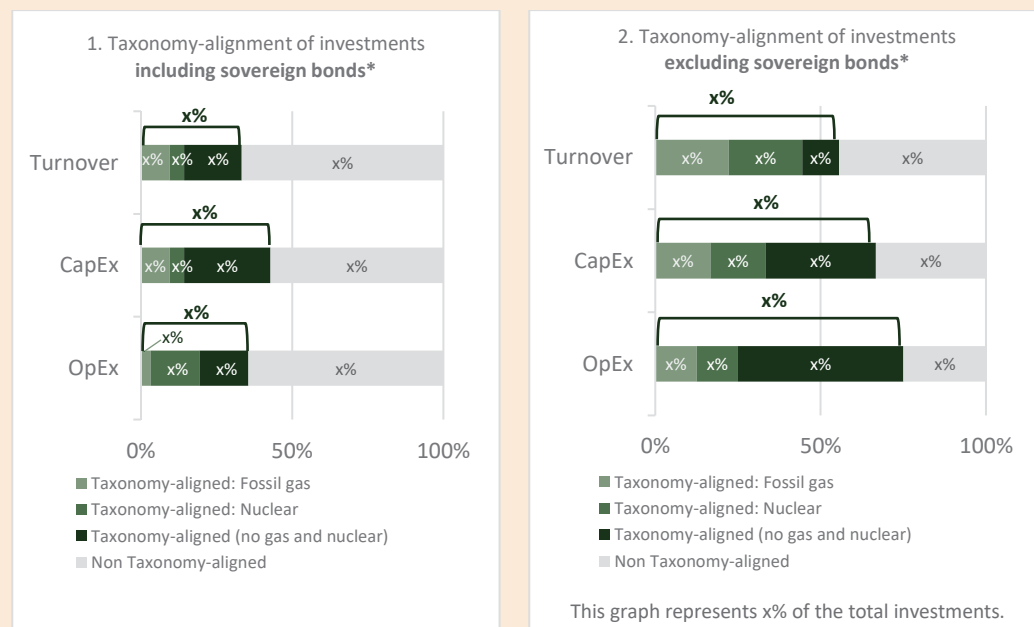 1. Taxonomy-alignment of investments
including sovereign bonds*
x%
Turnover
x% x% x% x%
x%
CapEx
x% x% x% x%
x%
x%
OpEx
x% x% x%
0% 50% 100%
Taxonomy-aligned: Fossil gas
Taxonomy-aligned: Nuclear
Taxonomy-aligned (no gas and nuclear)
Non Taxonomy-aligned
2. Taxonomy-alignment of investments
excluding sovereign bonds*
x%
Turnover
x% x% x% x%
x%
CapEx
x% x% x% x%
x%
OpEx
x% x% x% x%
0% 50% 100%
Taxonomy-aligned: Fossil gas
Taxonomy-aligned: Nuclear
Taxonomy-aligned (no gas and nuclear)
Non Taxonomy-aligned
This graph represents x% of the total investments.